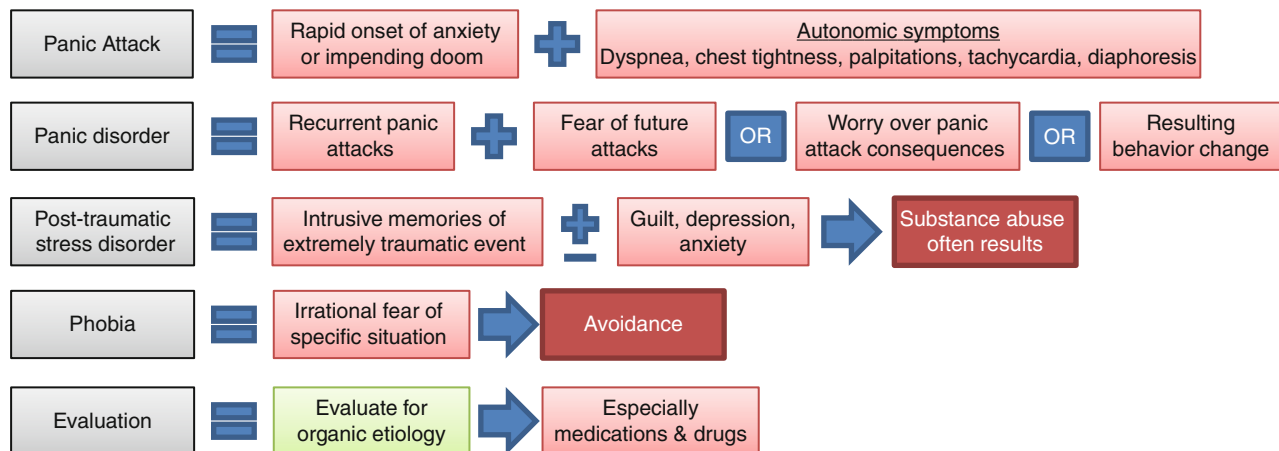 Panic Attack
Rapid onset of anxiety
or impending doom
Autonomic symptoms
Dyspnea, chest tightness, palpitations, tachycardia, diaphoresis
Panic disorder
Recurrent panic
attacks
Fear of future
attacks
OR
Worry over panic
attack consequences
OR
Resulting
behavior change
Post-traumatic
stress disorder
Intrusive memories of
extremely traumatic event
Guilt, depression,
anxiety
Substance abuse
often results
Phobia
Irrational fear of
specific situation
Avoidance
Evaluation
Evaluate for
organic etiology
Especially
medications & drugs